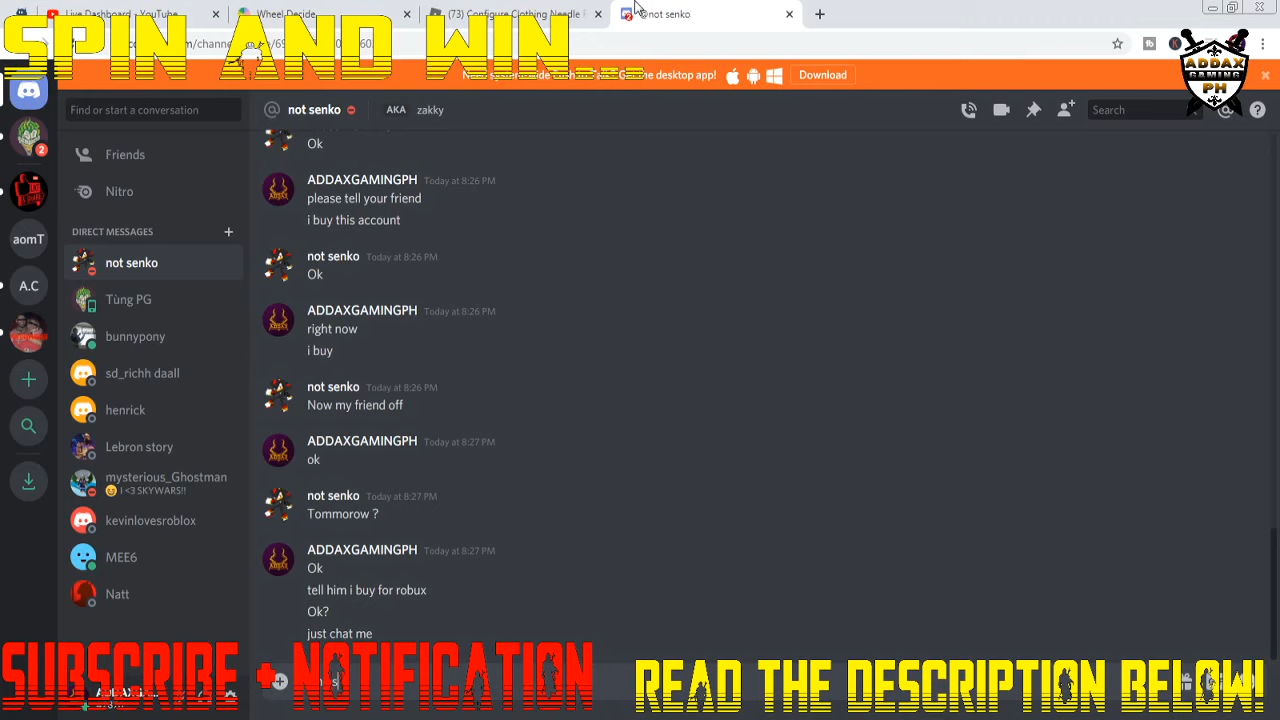 Live Dashboard - YouTube
Wheel Decide
(73) Configure Clothing Needle
@not senko
SPIN AND WIN...
desktop app!
Download
ADDAX
GAMING
PH
Find or start a conversation
not senko
AKA zakky
Search
Friends
Nitro
DIRECT MESSAGES
not senko
Tùng PG
bunnypony
sd_richh daall
henrick
Lebron story
mysterious_Ghostman
I <3 SKYWARS!!
kevinlovesroblox
MEE6
Natt
2
aomT
A.C
Ok
ADDAXGAMINGPH Today at 8:26 PM
please tell your friend
i buy this account
not senko Today at 8:26 PM
Ok
ADDAXGAMINGPH Today at 8:26 PM
right now
i buy
not senko Today at 8:26 PM
Now my friend off
ADDAXGAMINGPH Today at 8:27 PM
ok
not senko Today at 8:27 PM
Tommorow ?
ADDAXGAMINGPH Today at 8:27 PM
Ok
tell him i buy for robux
Ok?
just chat me
SUBSCRIBE + NOTIFICATION
READ THE DESCRIPTION BELOW!